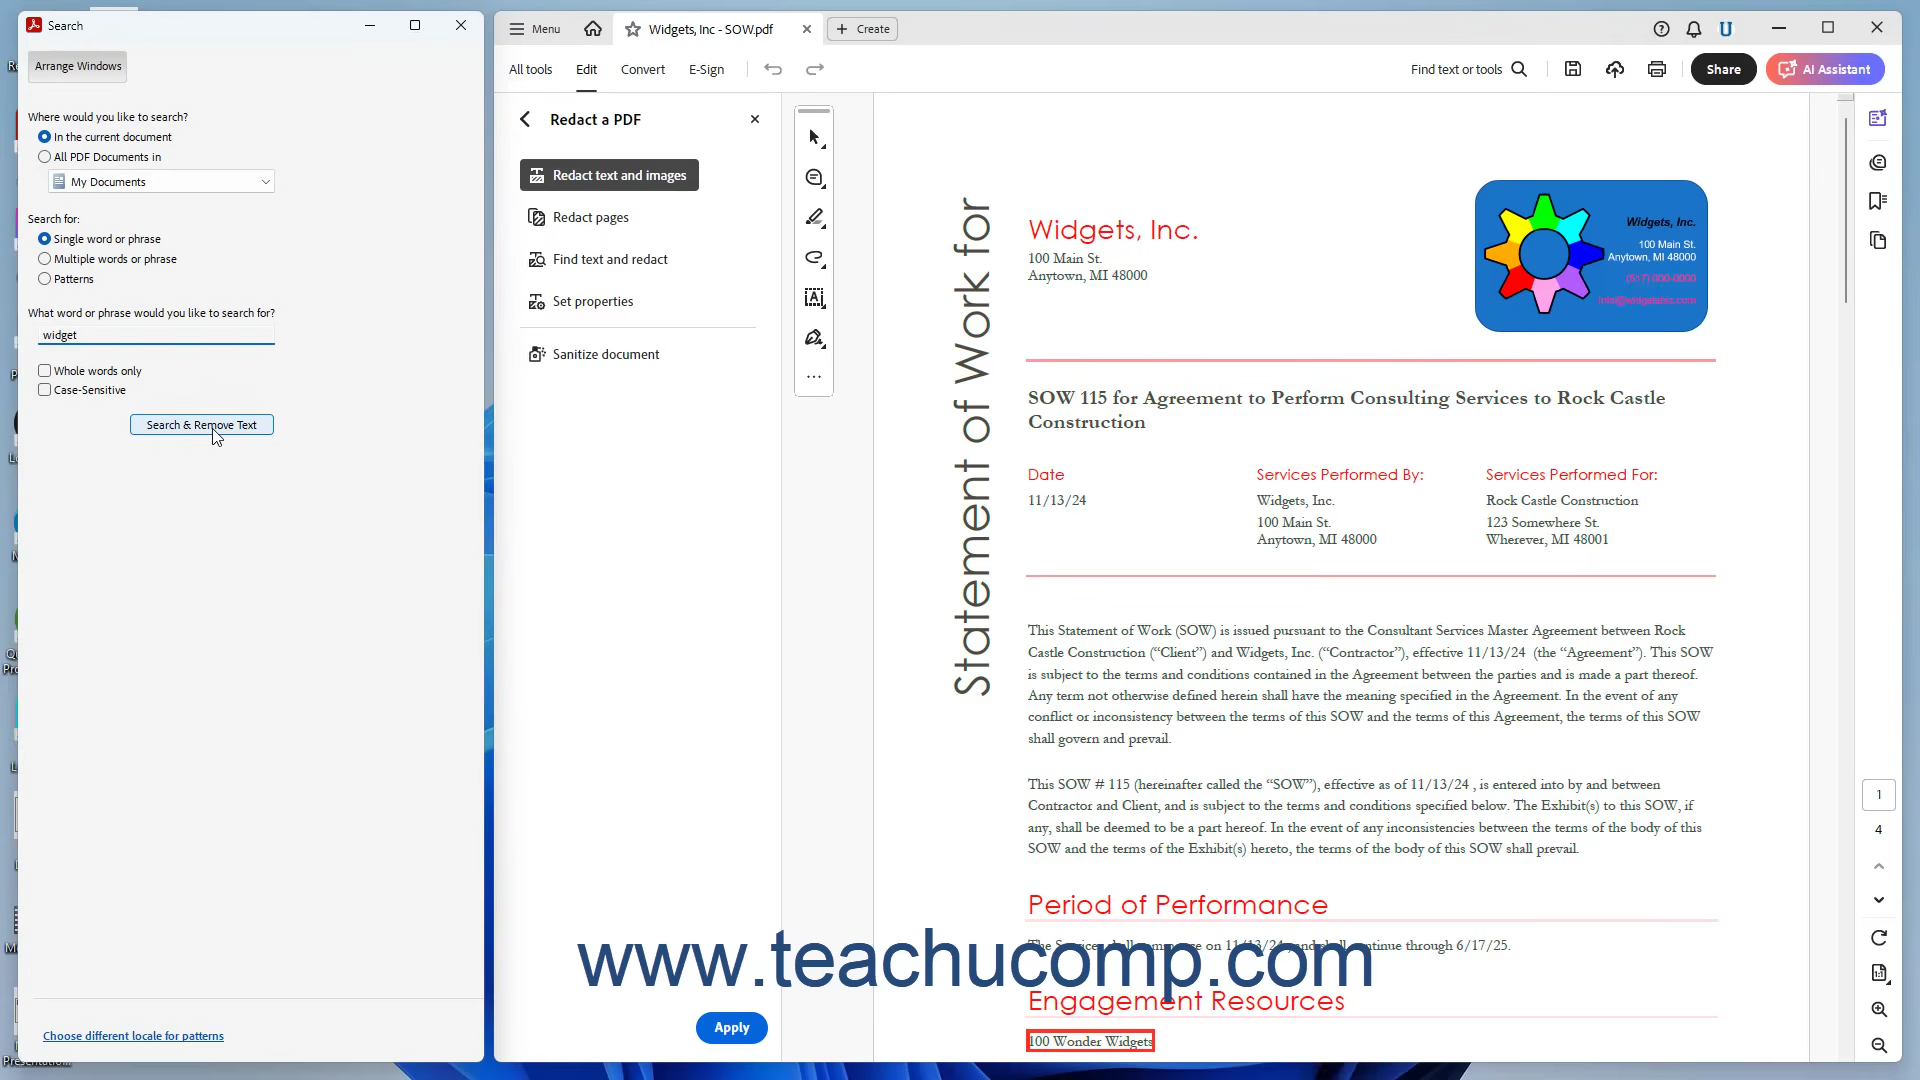 Search
Arrange Windows
Where would you like to search?
In the current document
All PDF Documents in
My Documents
Search for:
Single word or phrase
Multiple words or phrase
Patterns
What word or phrase would you like to search for?
widget
Whole words only
Case-Sensitive
Search & Remove Text
Choose different locale for patterns
Menu
Widgets, Inc - SOW.pdf
Create
All tools
Edit
Convert
E-Sign
Find text or tools
Share
AI Assistant
Redact a PDF
Redact text and images
Redact pages
Find text and redact
Set properties
Sanitize document
Apply
Statement of Work for
Widgets, Inc.
100 Main St.
Anytown, MI 48000
Widgets, Inc.
100 Main St.
Anytown, MI 48000
(517) 000-0000
SOW 115 for Agreement to Perform Consulting Services to Rock Castle
Construction
Date
Services Performed By:
Services Performed For:
11/13/24
Widgets, Inc.
Rock Castle Construction
100 Main St.
123 Somewhere St.
Anytown, MI 48000
Wherever, MI 48001
This Statement of Work (SOW) is issued pursuant to the Consultant Services Master Agreement between Rock
Castle Construction (“Client”) and Widgets, Inc. (“Contractor”), effective 11/13/24 (the “Agreement”). This SOW
is subject to the terms and conditions contained in the Agreement between the parties and is made a part thereof.
Any term not otherwise defined herein shall have the meaning specified in the Agreement. In the event of any
conflict or inconsistency between the terms of this SOW and the terms of this Agreement, the terms of this SOW
shall govern and prevail.
This SOW # 115 (hereinafter called the “SOW”), effective as of 11/13/24 , is entered into by and between
Contractor and Client, and is subject to the terms and conditions specified below. The Exhibit(s) to this SOW, if
any, shall be deemed to be a part hereof. In the event of any inconsistencies between the terms of the body of this
SOW and the terms of the Exhibit(s) hereto, the terms of the body of this SOW shall prevail.
Period of Performance
The Services shall commence on 11/13/24, and shall continue through 6/17/25.
www.teachucomp.com
Engagement Resources
100 Wonder Widgets
1
4